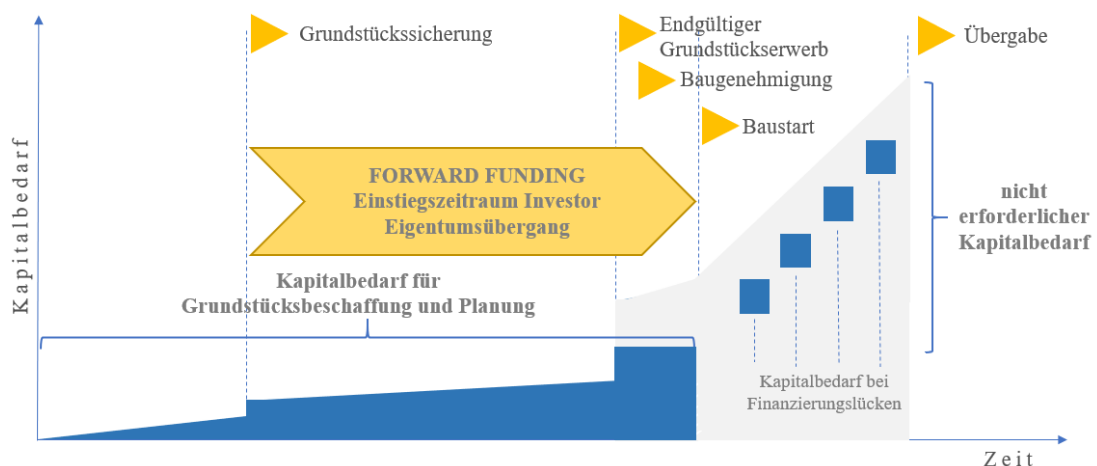 Grundstückssicherung
Endgültiger
Grundstückserwerb
Baugenehmigung
Baustart
Übergabe
FORWARD FUNDING
Einstiegszeitraum Investor
Eigentumsübergang
nicht
erforderlicher
Kapitalbedarf
Kapitalbedarf für
Grundstücksbeschaffung und Planung
Kapitalbedarf bei
Finanzierungslücken
Kapitalbedarf
Zeit